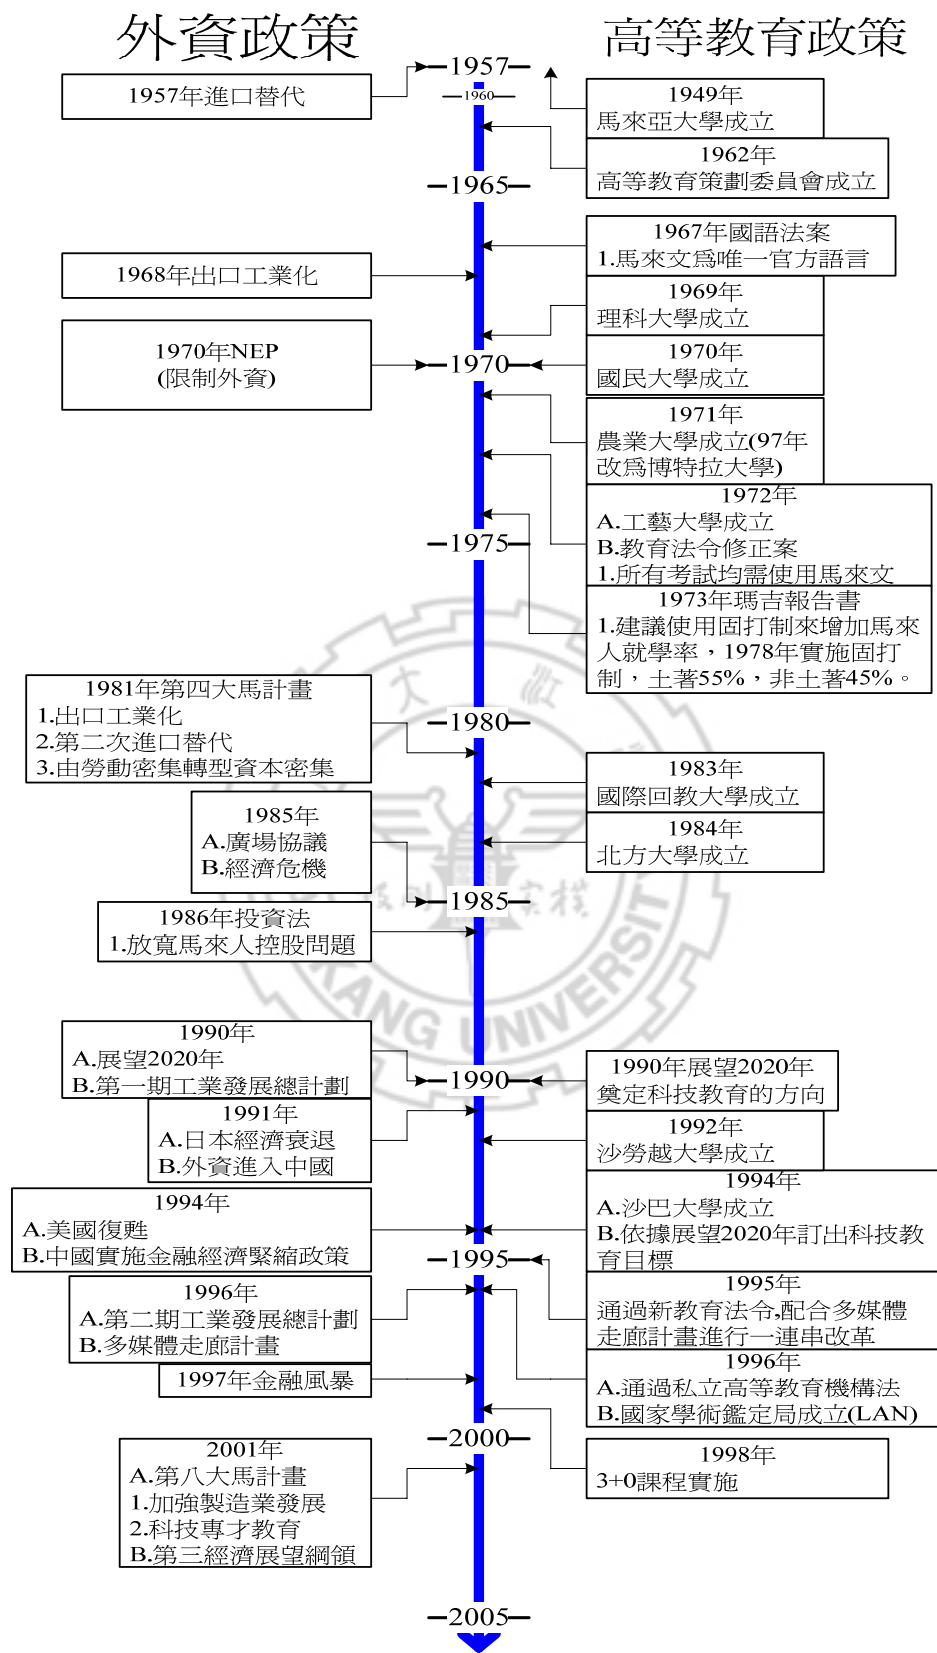 外資政策
高等教育政策
1957
1960
1965
1970
1975
1980
1985
1990
1995
2000
2005
1957年進口替代
1968年出口工業化
1970年NEP
(限制外資)
1981年第四大馬計畫
1.出口工業化
2.第二次進口替代
3.由勞動密集轉型資本密集
1985年
A.廣場協議
B.經濟危機
1986年投資法
1.放寬馬來人控股問題
1990年
A.展望2020年
B.第一期工業發展總計劃
1991年
A.日本經濟衰退
B.外資進入中國
1994年
A.美國復甦
B.中國實施金融經濟緊縮政策
1996年
A.第二期工業發展總計劃
B.多媒體走廊計畫
1997年金融風暴
2001年
A.第八大馬計畫
1.加強製造業發展
2.科技專才教育
B.第三經濟展望綱領
1949年
馬來亞大學成立
1962年
高等教育策劃委員會成立
1967年國語法案
1.馬來文爲唯一官方語言
1969年
理科大學成立
1970年
國民大學成立
1971年
農業大學成立(97年
改爲博特拉大學)
1972年
A.工藝大學成立
B.教育法令修正案
1.所有考試均需使用馬來文
1973年瑪吉報告書
1.建議使用固打制來增加馬來
人就學率，1978年實施固打
制，土著55%，非土著45%。
1983年
國際回教大學成立
1984年
北方大學成立
1990年展望2020年
奠定科技教育的方向
1992年
沙勞越大學成立
1994年
A.沙巴大學成立
B.依據展望2020年訂出科技教
育目標
1995年
通過新教育法令,配合多媒體
走廊計畫進行一連串改革
1996年
A.通過私立高等教育機構法
B.國家學術鑑定局成立(LAN)
1998年
3+0課程實施
KANG UNIVERSIT